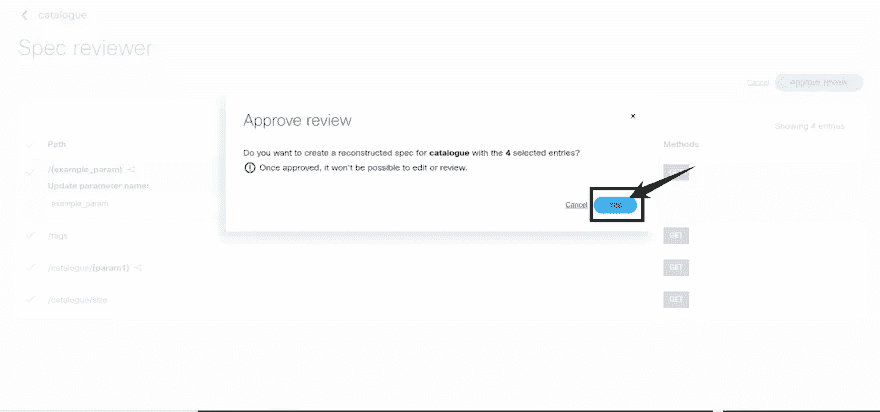 catalogue
Spec reviewer
Cancel Approve review
Showing 4 entries
Approve review
Do you want to create a reconstructed spec for catalogue with the 4 selected entries?
Once approved, it won't be possible to edit or review.
Cancel
Path Methods
/{example_param}
Update parameter name:
example_param
/tags GET
/catalogue/{param1} GET
/catalogue/size GET